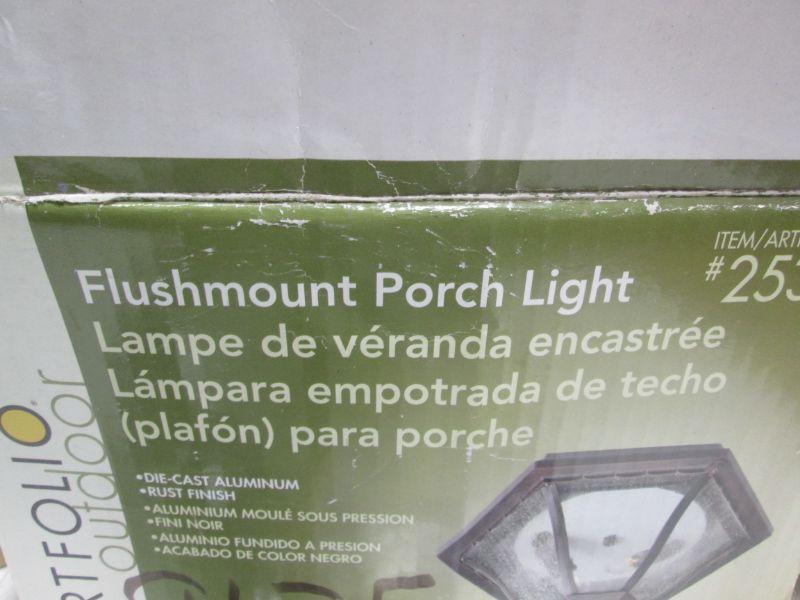 ITEM/ARTI
#253
Flushmount Porch Light
Lampe de véranda encastrée
Lámpara empotrada de techo
(plafón) para porche
•DIE-CAST ALUMINUM
•RUST FINISH
•ALUMINIUM MOULÉ SOUS PRESSION
•FINI NOIR
•ALUMINIO FUNDIDO A PRESION
•ACABADO DE COLOR NEGRO
RTFOLIO
outdoor